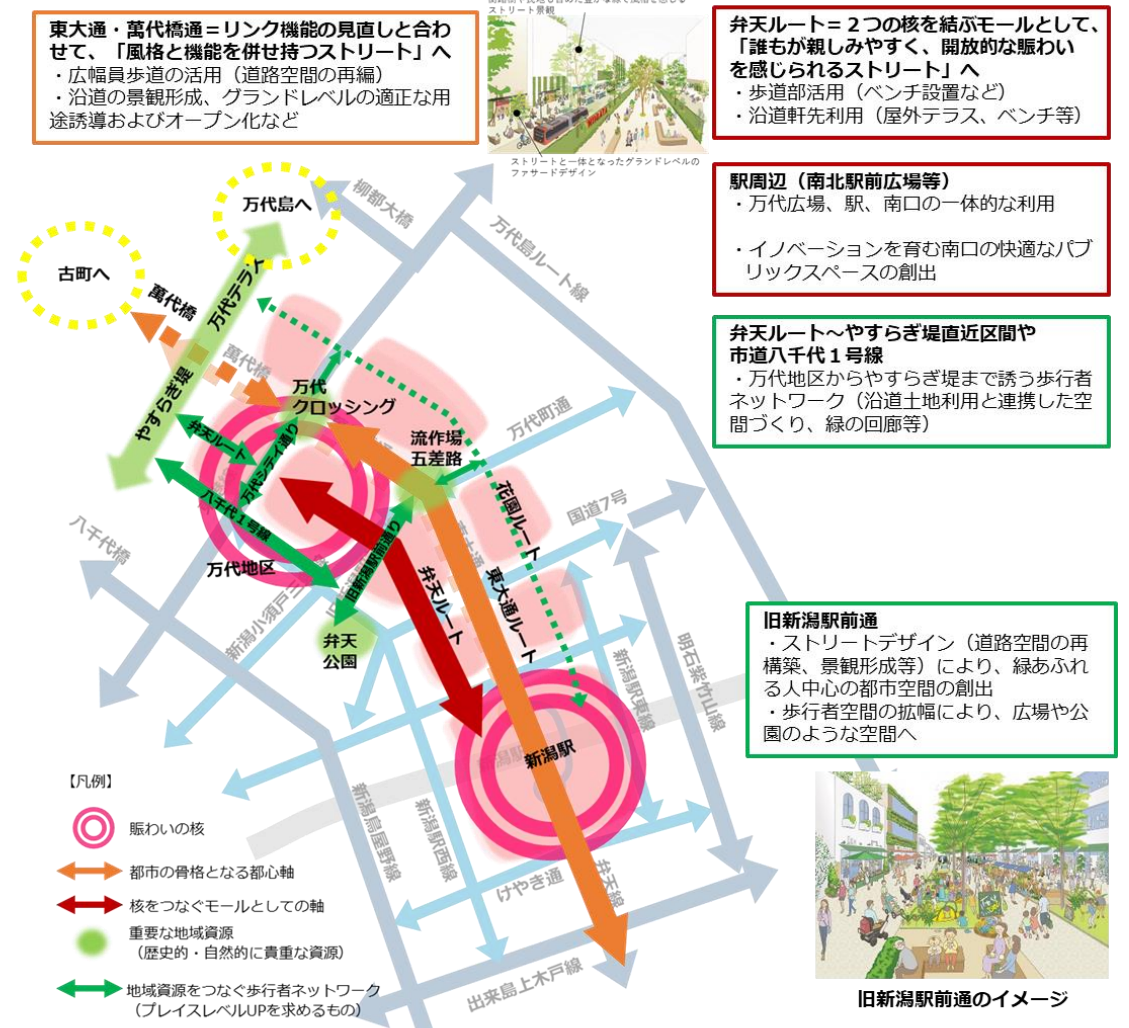 東大通・萬代橋通＝リンク機能の見直しと合わ
せて、「風格と機能を併せ持つストリート」へ
・広幅員歩道の活用（道路空間の再編）
・沿道の景観形成、グランドレベルの適正な用
途誘導およびオープン化など
ストリート景観
ストリートと一体となったグランドレベルの
ファサードデザイン
弁天ルート＝２つの核を結ぶモールとして、
「誰もが親しみやすく、開放的な賑わい
を感じられるストリート」へ
・歩道部活用（ベンチ設置など）
・沿道軒先利用（屋外テラス、ベンチ等）
駅周辺（南北駅前広場等）
・万代広場、駅、南口の一体的な利用
・イノベーションを育む南口の快適なパブ
リックスペースの創出
弁天ルート～やすらぎ堤直近区間や
市道八千代１号線
・万代地区からやすらぎ堤まで誘う歩行者
ネットワーク（沿道土地利用と連携した空
間づくり、緑の回廊等）
旧新潟駅前通
・ストリートデザイン（道路空間の再
構築、景観形成等）により、緑あふれ
る人中心の都市空間の創出
・歩行者空間の拡幅により、広場や公
園のような空間へ
旧新潟駅前通のイメージ
万代島へ
古町へ
柳都大橋
万代島ルート線
萬代橋
萬代橋
万代テラス
やすらぎ堤
万代
クロッシング
流作場
五差路
万代町通
弁天ルート
万代シテイ通り
八千代１号線
八千代橋
万代地区
旧新潟駅前通り
花園ルート
国道7号
東大通ルート
弁天ルート
弁天
公園
新潟小須戸三
新潟駅東線
明石紫竹山線
新潟駅
新潟鳥屋野線
新潟駅西線
けやき通
弁天線
出来島上木戸線
【凡例】
賑わいの核
都市の骨格となる都心軸
核をつなぐモールとしての軸
重要な地域資源
（歴史的・自然的に貴重な資源）
地域資源をつなぐ歩行者ネットワーク
（プレイスレベルUPを求めるもの）